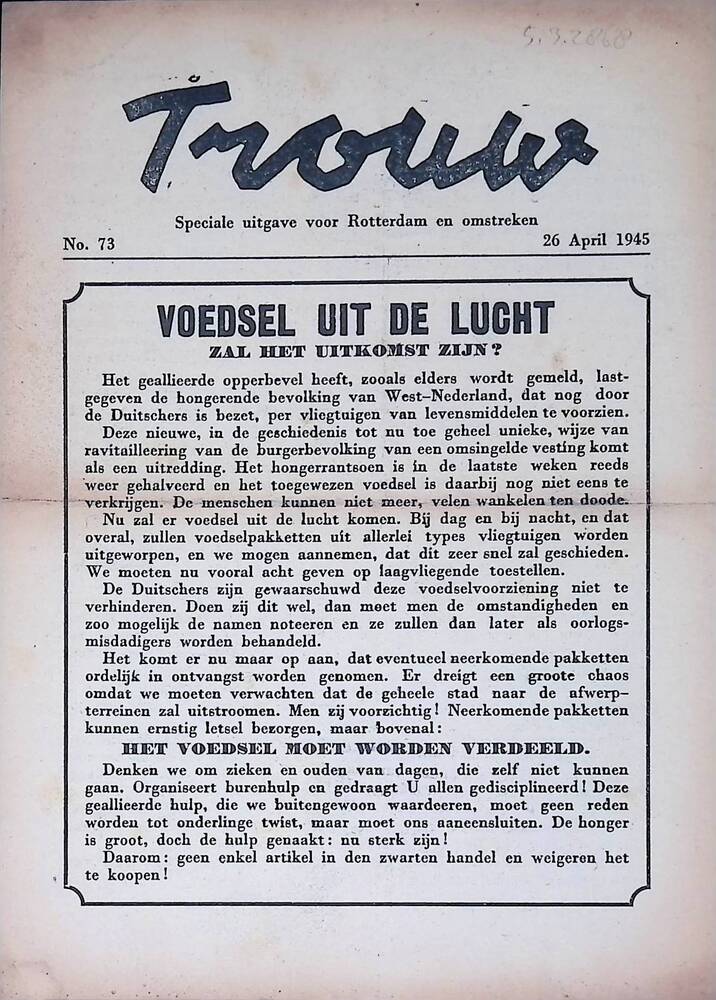 Trouw
Speciale uitgave voor Rotterdam en omstreken
No. 73 26 April 1945
VOEDSEL UIT DE LUCHT
ZAL HET UITKOMST ZIJN?
Het geallieerde opperbevel heeft, zooals elders wordt gemeld, last-
gegeven de hongerende bevolking van West-Nederland, dat nog door
de Duitschers is bezet, per vliegtuigen van levensmiddelen te voorzien.
Deze nieuwe, in de geschiedenis tot nu toe geheel unieke, wijze van
ravitailleering van de burgerbevolking van een omsingelde vesting komt
als een uitredding. Het hongerrantsoen is in de laatste weken reeds
weer gehalveerd en het toegewezen voedsel is daarbij nog niet eens te
verkrijgen. De menschen kunnen niet meer, velen wankelen ten doode.
Nu zal er voedsel uit de lucht komen. Bij dag en bij nacht, en dat
overal, zullen voedselpakketten uit allerlei types vliegtuigen worden
uitgeworpen, en we mogen aannemen, dat dit zeer snel zal geschieden.
We moeten nu vooral acht geven op laagvliegende toestellen.
De Duitschers zijn gewaarschuwd deze voedselvoorziening niet te
verhinderen. Doen zij dit wel, dan moet men de omstandigheden en
zoo mogelijk de namen noteeren en ze zullen dan later als oorlogs-
misdadigers worden behandeld.
Het komt er nu maar op aan, dat eventueel neerkomende pakketten
ordelijk in ontvangst worden genomen. Er dreigt een groote chaos
omdat we moeten verwachten dat de geheele stad naar de afwerp-
terreinen zal uitstroomen. Men zij voorzichtig! Neerkomende pakketten
kunnen ernstig letsel bezorgen, maar bovenal:
HET VOEDSEL MOET WORDEN VERDEELD.
Denken we om zieken en ouden van dagen, die zelf niet kunnen
gaan. Organiseert burenhulp en gedraagt U allen gedisciplineerd! Deze
geallieerde hulp, die we buitengewoon waardeeren, moet geen reden
worden tot onderlinge twist, maar moet ons aaneensluiten. De honger
is groot, doch de hulp genaakt: nu sterk zijn!
Daarom: geen enkel artikel in den zwarten handel en weigeren het
te koopen!